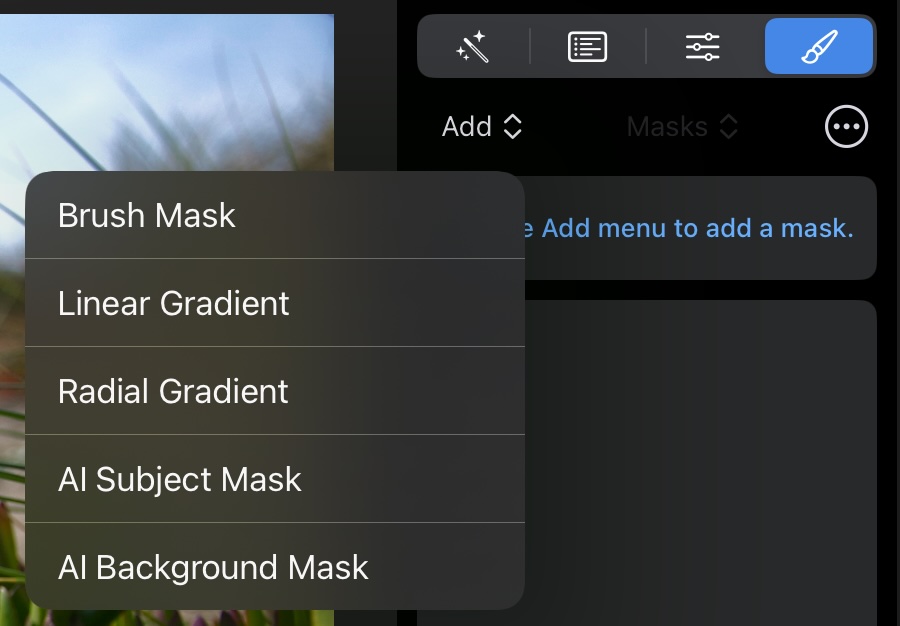 Add
Masks
e Add menu to add a mask.
Brush Mask
Linear Gradient
Radial Gradient
AI Subject Mask
AI Background Mask